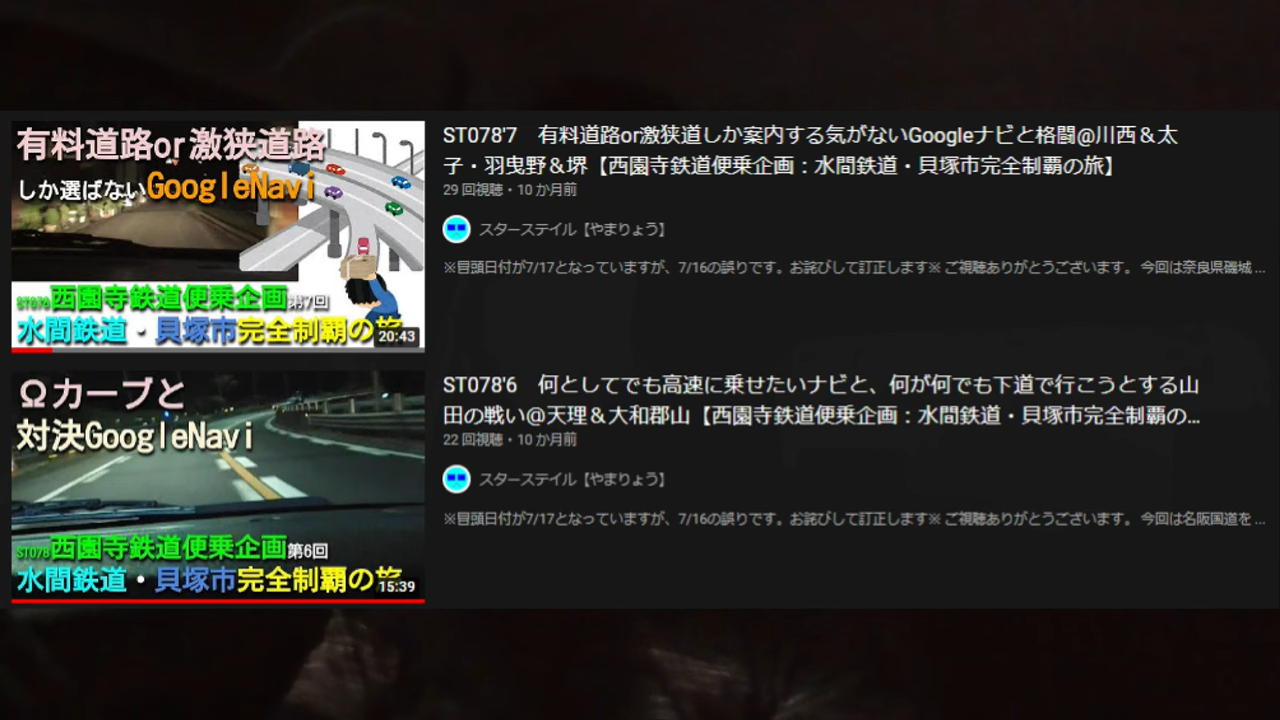 有料道路or激狭道路
しか選ばないGoogleNavi
ST078西園寺鉄道便乗企画第7回
水間鉄道・貝塚市完全制覇の旅
20:43
ST078'7 有料道路or激狭道しか案内する気がないGoogleナビと格闘@川西&太
子・羽曳野&堺【西園寺鉄道便乗企画:水間鉄道・貝塚市完全制覇の旅】
29 回視聴・10 か月前
スターステイル【やまりょう】
※冒頭日付が7/17となっていますが、7/16の誤りです。お詫びして訂正します※ ご視聴ありがとうございます。 今回は奈良県磯城 ...
Ωカーブと
対決GoogleNavi
ST078西園寺鉄道便乗企画第6回
水間鉄道・貝塚市完全制覇の旅
15:39
ST078'6 何としてでも高速に乗せたいナビと、何が何でも下道で行こうとする山
田の戦い@天理&大和郡山【西園寺鉄道便乗企画:水間鉄道・貝塚市完全制覇の...
22 回視聴・10 か月前
スターステイル【やまりょう】
※冒頭日付が7/17となっていますが、7/16の誤りです。お詫びして訂正します※ ご視聴ありがとうございます。 今回は名阪国道を ...